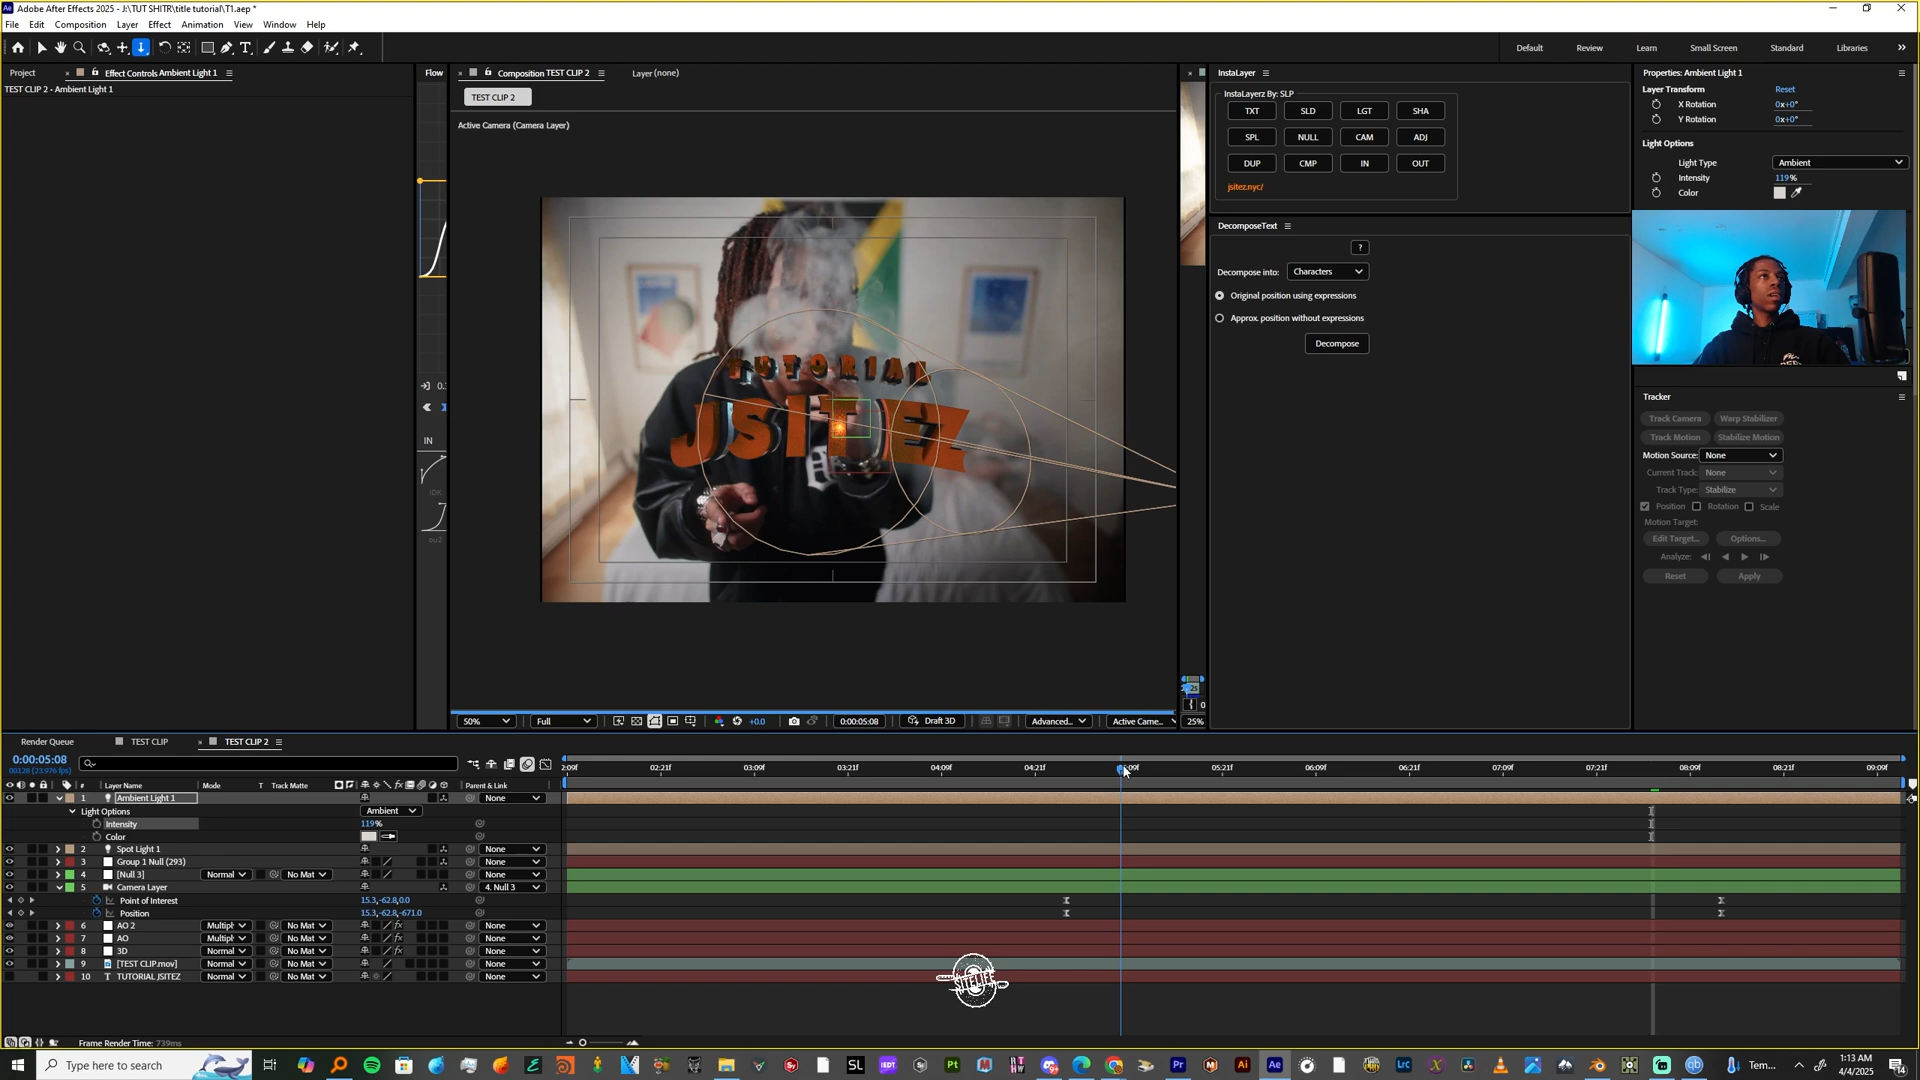 Adobe After Effects 2025 - J:\TUT SHITR\title tutorial\T1.aep *
File Edit Composition Layer Effect Animation View Window Help
Default Review Learn Small Screen Standard Libraries
Project Effect Controls Ambient Light 1
TEST CLIP 2 - Ambient Light 1
Flow
IN
Composition TEST CLIP 2 Layer (none)
TEST CLIP 2
Active Camera (Camera Layer)
TUTORIAL
JSITEZ
50% Full +0.0 0:00:05:08 Draft 3D Advanced... Active Came...
25%
InstaLayer
InstaLayerz By: SLP
TXT SLD LGT SHA
SPL NULL CAM ADJ
DUP CMP IN OUT
jsitez.nyc/
DecomposeText
?
Decompose into: Characters
Original position using expressions
Approx. position without expressions
Decompose
Properties: Ambient Light 1
Layer Transform Reset
X Rotation 0x+0°
Y Rotation 0x+0°
Light Options
Light Type Ambient
Intensity 119 %
Color
Tracker
Track Camera Warp Stabilizer
Track Motion Stabilize Motion
Motion Source: None
Current Track: None
Track Type: Stabilize
Position Rotation Scale
Motion Target:
Edit Target... Options...
Analyze:
Reset Apply
Render Queue TEST CLIP TEST CLIP 2
0:00:05:08
00128 (23.976 fps)
2:09f 02:21f 03:09f 03:21f 04:09f 04:21f 05:21f 06:09f 06:21f 07:09f 07:21f 08:09f 08:21f 09:09f
# Layer Name Mode T Track Matte Parent & Link
1 Ambient Light 1 None
Light Options Ambient
Intensity 119%
Color
2 Spot Light 1 None
3 Group 1 Null (293) None
4 [Null 3] Normal No Mat None
5 Camera Layer 4. Null 3
Point of Interest 15.3,-62.8,0.0
Position 15.3,-62.8,-671.0
6 AO 2 Multipl No Mat None
7 AO Multipl No Mat None
8 3D Normal No Mat None
9 [TEST CLIP.mov] Normal No Mat None
10 TUTORIAL JSITEZ Normal No Mat None
SITELIFE
Frame Render Time: 739ms
Type here to search
Tem...
1:13 AM
4/4/2025